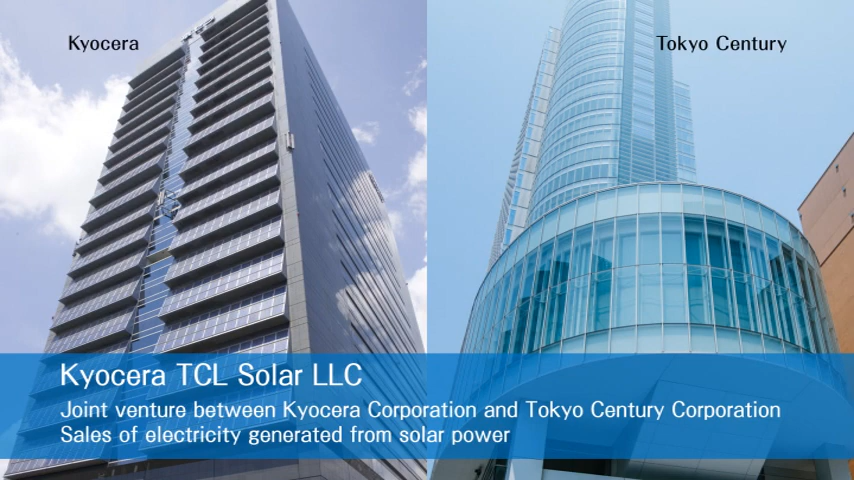 Kyocera
Tokyo Century
Kyocera TCL Solar LLC
Joint venture between Kyocera Corporation and Tokyo Century Corporation
Sales of electricity generated from solar power